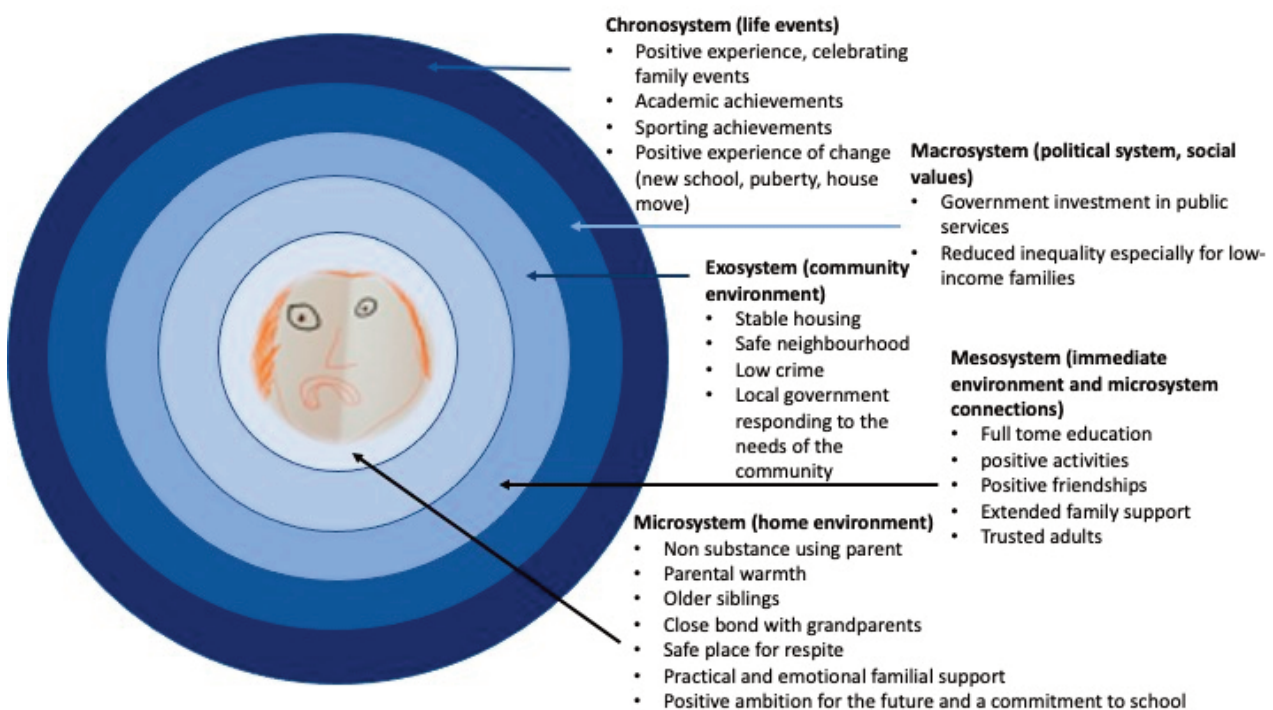 Chronosystem (life events)
• Positive experience, celebrating
family events
• Academic achievements
• Sporting achievements
• Positive experience of change
(new school, puberty, house
move)
Macrosystem (political system, social
values)
• Government investment in public
services
• Reduced inequality especially for low-
income families
Exosystem (community
environment)
• Stable housing
• Safe neighbourhood
• Low crime
• Local government
responding to the
needs of the
community
Mesosystem (immediate
environment and microsystem
connections)
• Full tome education
• positive activities
• Positive friendships
• Extended family support
• Trusted adults
Microsystem (home environment)
• Non substance using parent
• Parental warmth
• Older siblings
• Close bond with grandparents
• Safe place for respite
• Practical and emotional familial support
• Positive ambition for the future and a commitment to school